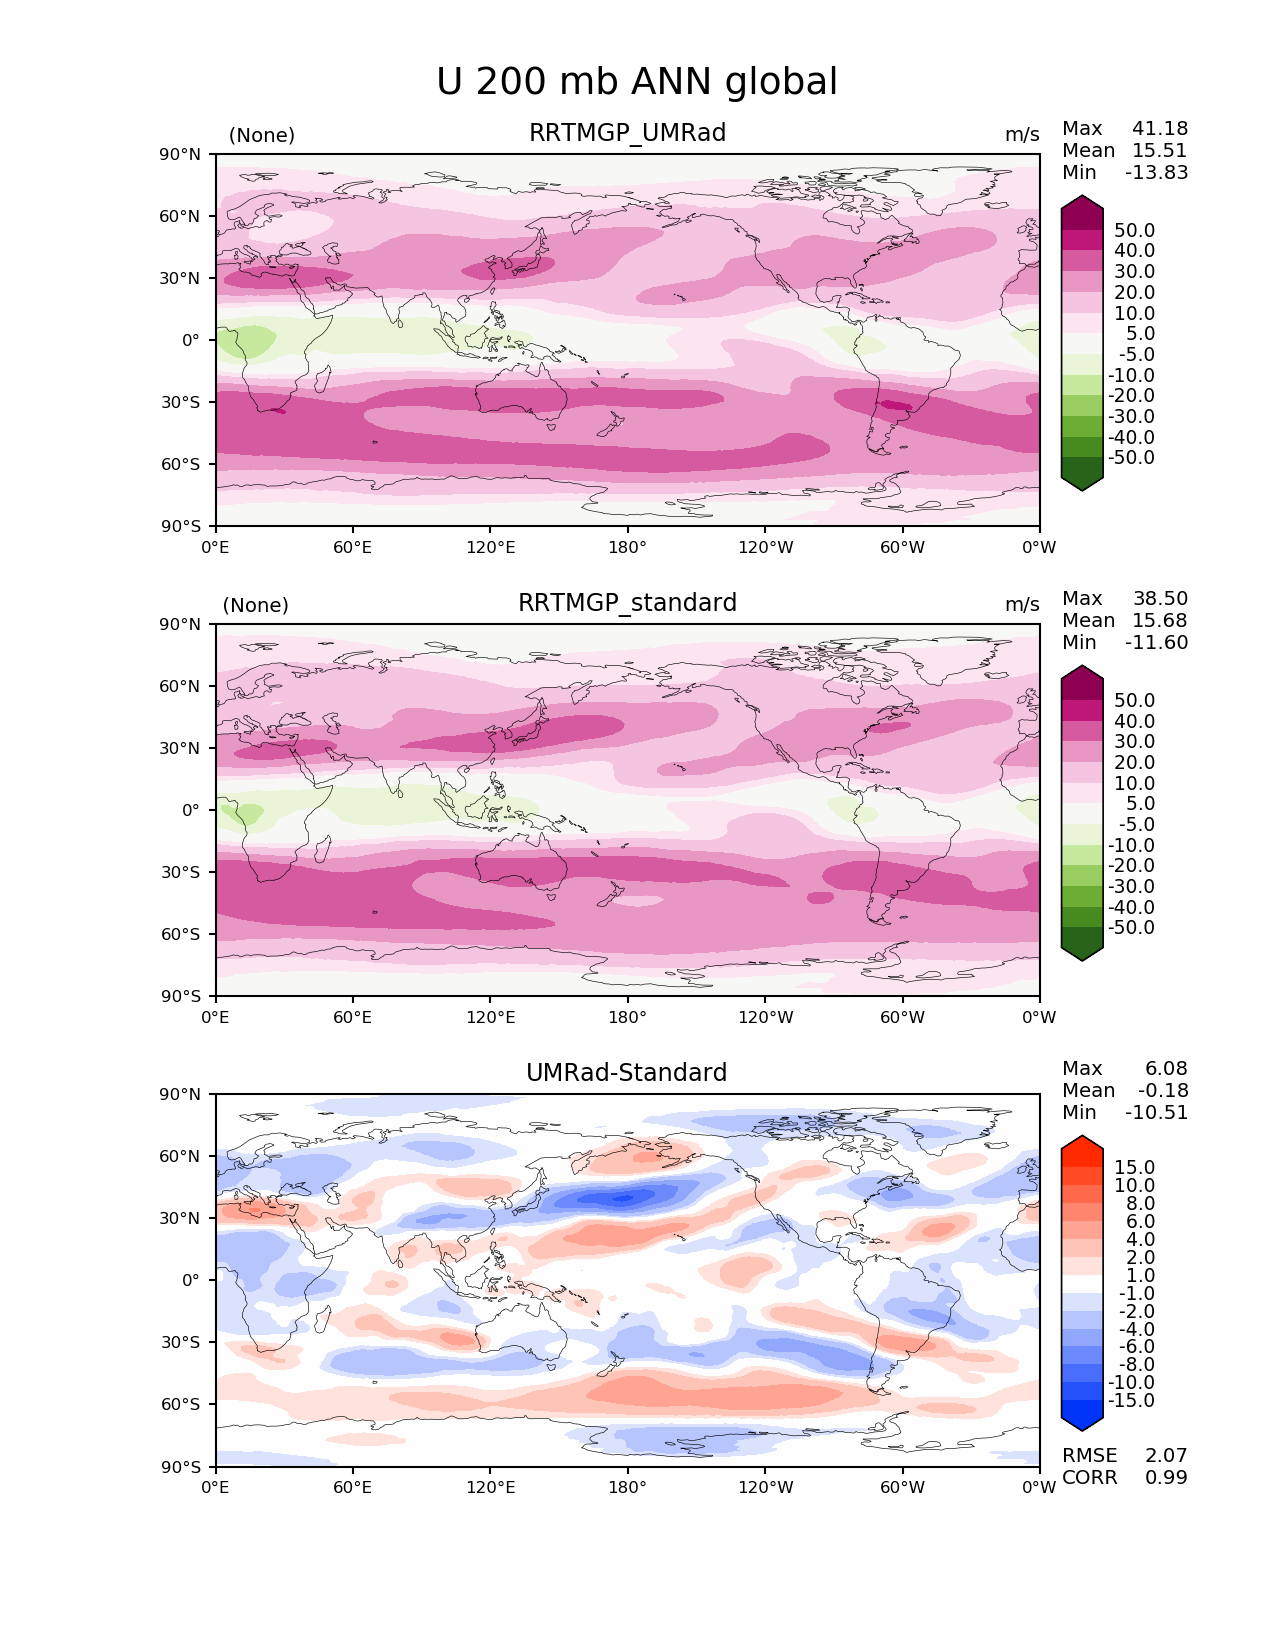 U 200 mb ANN global
(None) RRTMGP_UMRad m/s
Max 41.18
Mean 15.51
Min -13.83
90°N
60°N
30°N
0°
30°S
60°S
90°S
0°E 60°E 120°E 180° 120°W 60°W 0°W
50.0
40.0
30.0
20.0
10.0
5.0
-5.0
-10.0
-20.0
-30.0
-40.0
-50.0
(None) RRTMGP_standard m/s
Max 38.50
Mean 15.68
Min -11.60
90°N
60°N
30°N
0°
30°S
60°S
90°S
0°E 60°E 120°E 180° 120°W 60°W 0°W
50.0
40.0
30.0
20.0
10.0
5.0
-5.0
-10.0
-20.0
-30.0
-40.0
-50.0
UMRad-Standard
Max 6.08
Mean -0.18
Min -10.51
90°N
60°N
30°N
0°
30°S
60°S
90°S
0°E 60°E 120°E 180° 120°W 60°W 0°W
15.0
10.0
8.0
6.0
4.0
2.0
1.0
-1.0
-2.0
-4.0
-6.0
-8.0
-10.0
-15.0
RMSE 2.07
CORR 0.99